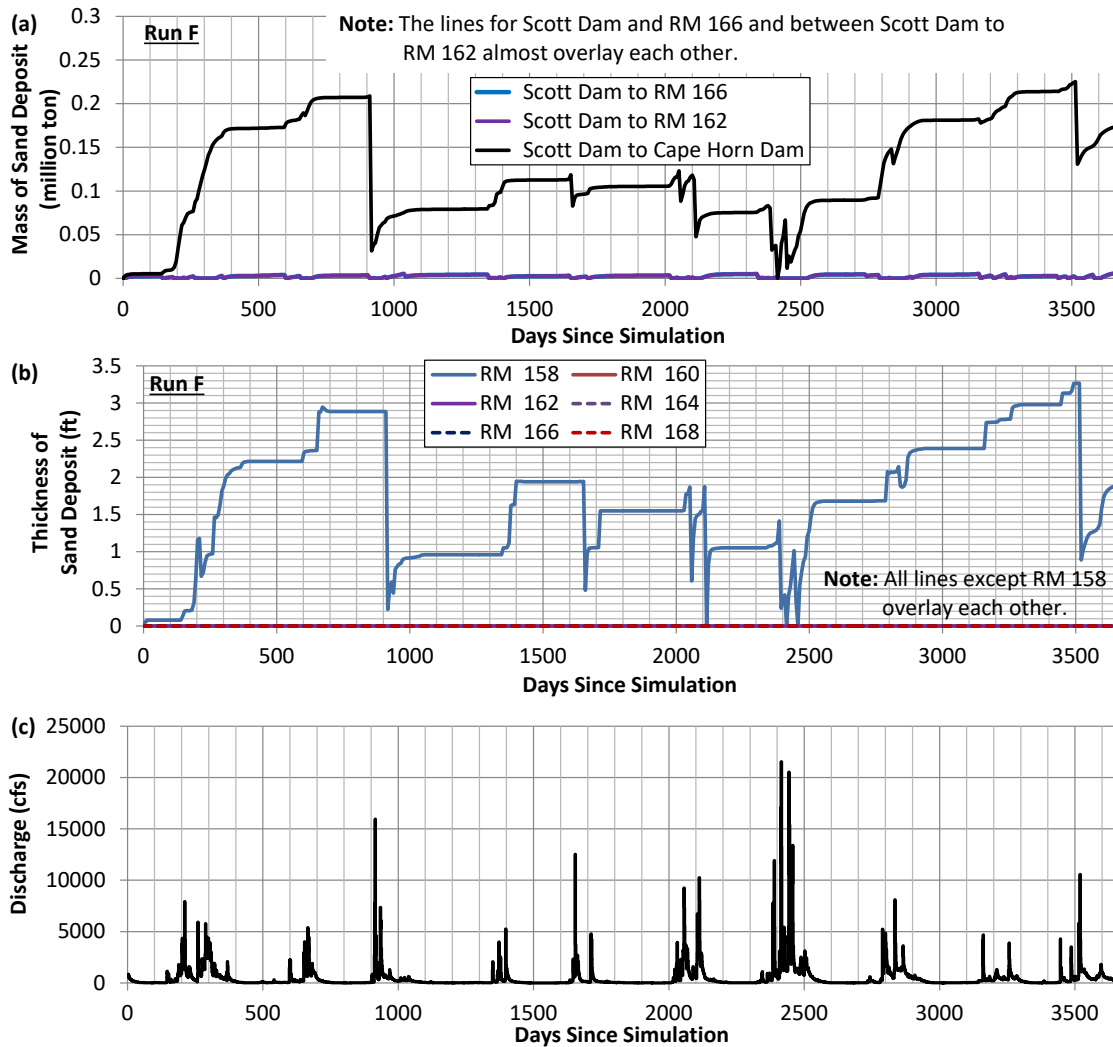 (a)
Run F
Note: The lines for Scott Dam and RM 166 and between Scott Dam to
RM 162 almost overlay each other.
Mass of Sand Deposit
(million ton)
0.3
0.25
0.2
0.15
0.1
0.05
0
Scott Dam to RM 166
Scott Dam to RM 162
Scott Dam to Cape Horn Dam
0 500 1000 1500 2000 2500 3000 3500
Days Since Simulation
(b)
Run F
Thickness of
Sand Deposit (ft)
3.5
3
2.5
2
1.5
1
0.5
0
RM 158 RM 160
RM 162 RM 164
RM 166 RM 168
Note: All lines except RM 158
overlay each other.
0 500 1000 1500 2000 2500 3000 3500
Days Since Simulation
(c)
Discharge (cfs)
25000
20000
15000
10000
5000
0
0 500 1000 1500 2000 2500 3000 3500
Days Since Simulation